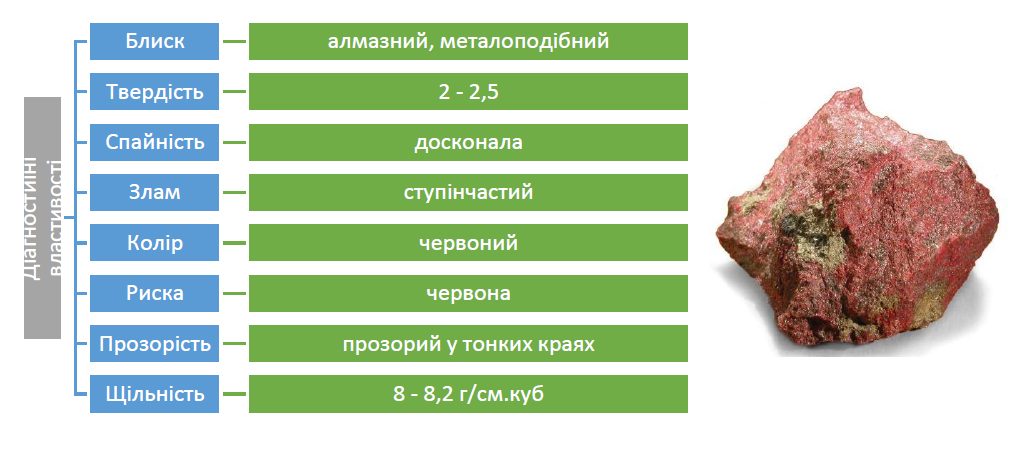 Діагностиіні
властивості
Блиск
алмазний, металоподібний
Твердість
2 - 2,5
Спайність
досконала
Злам
ступінчастий
Колір
червоний
Риска
червона
Прозорість
прозорий у тонких краях
Щільність
8 - 8,2 г/см.куб